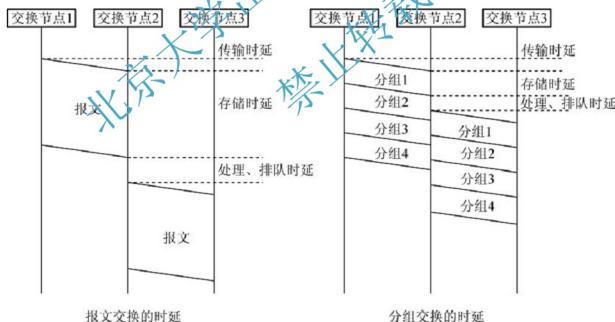 交换节点1 交换节点2 交换节点3 交换节点1 交换节点2 交换节点3
传输时延 传输时延
分组1 存储时延
报文 存储时延 分组2 处理、排队时延
分组3 分组1
分组4 分组2
处理、排队时延 分组3
分组4
报文
报文交换的时延 分组交换的时延
北京大学
禁止转载